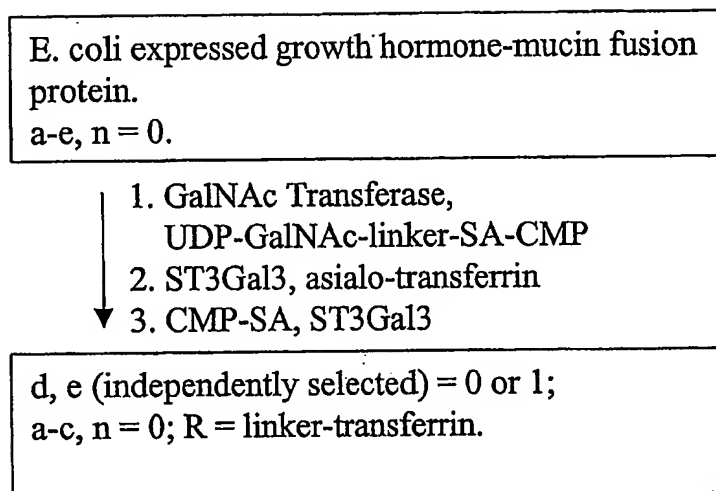 E. coli expressed growth hormone-mucin fusion
protein.
a-e, n = 0.
1. GalNAc Transferase,
UDP-GalNAc-linker-SA-CMP
2. ST3Gal3, asialo-transferrin
3. CMP-SA, ST3Gal3
d, e (independently selected) = 0 or 1;
a-c, n = 0; R = linker-transferrin.